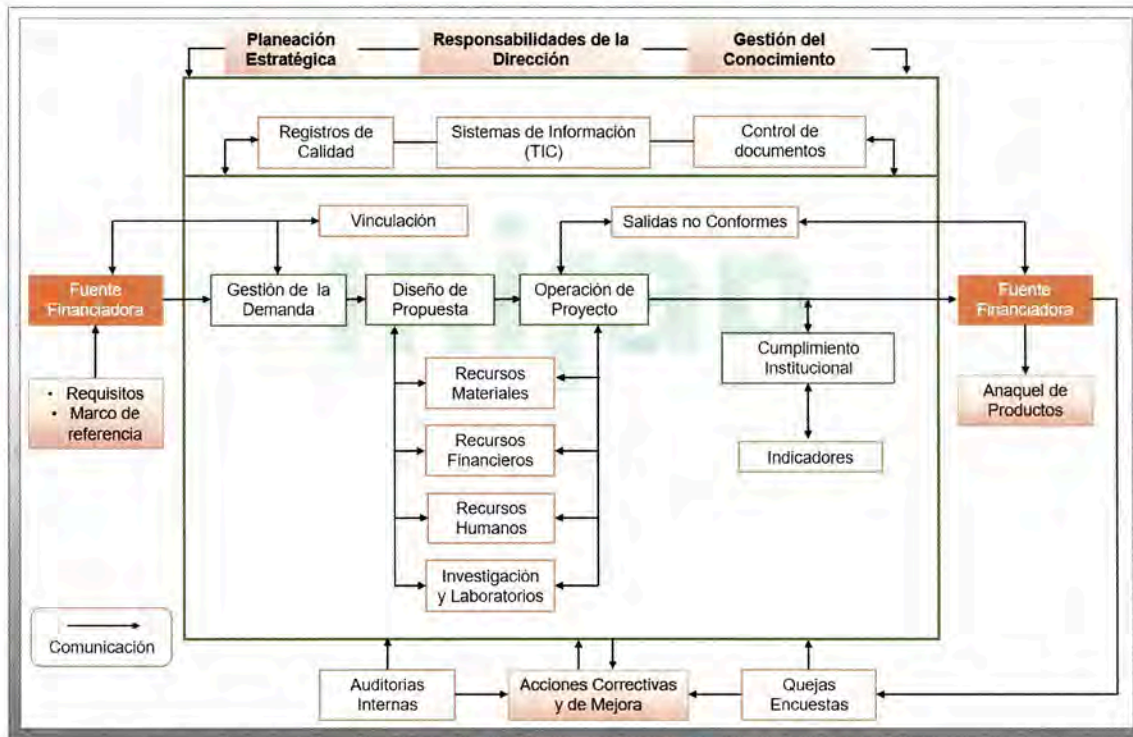 Planeación
Estratégica
Responsabilidades de la
Dirección
Gestión del
Conocimiento
Registros de
Calidad
Sistemas de Información
(TIC)
Control de
documentos
Vinculación
Salidas no Conformes
Fuente
Financiadora
Gestión de la
Demanda
Diseño de
Propuesta
Operación de
Proyecto
Fuente
Financiadora
• Requisitos
• Marco de
referencia
Recursos
Materiales
Cumplimiento
Institucional
Anaquel de
Productos
Recursos
Financieros
Indicadores
Recursos
Humanos
Investigación
y Laboratorios
Comunicación
Auditorias
Internas
Acciones Correctivas
y de Mejora
Quejas
Encuestas
inifap